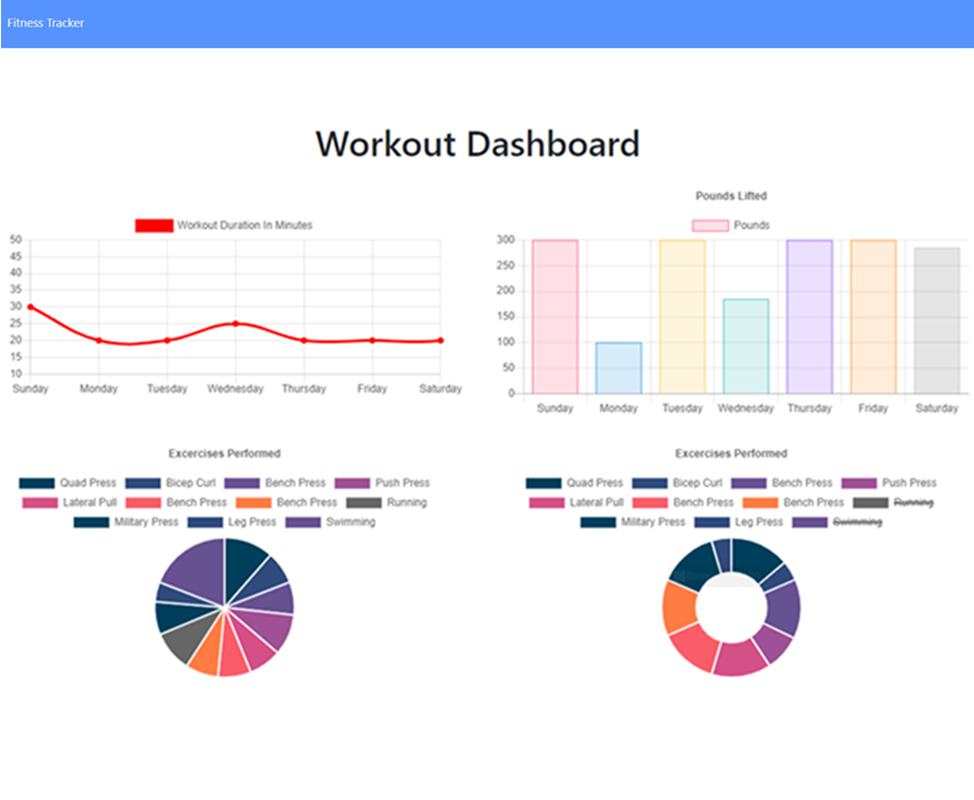 Fitness Tracker
Workout Dashboard
Workout Duration In Minutes
50
45
40
35
30
25
20
15
10
Sunday Monday Tuesday Wednesday Thursday Friday Saturday
Pounds Lifted
Pounds
300
250
200
150
100
50
0
Sunday Monday Tuesday Wednesday Thursday Friday Saturday
Excercises Performed
Quad Press Bicep Curl Bench Press Push Press
Lateral Pull Bench Press Bench Press Running
Military Press Leg Press Swimming
Excercises Performed
Quad Press Bicep Curl Bench Press Push Press
Lateral Pull Bench Press Bench Press Running
Military Press Leg Press Swimming